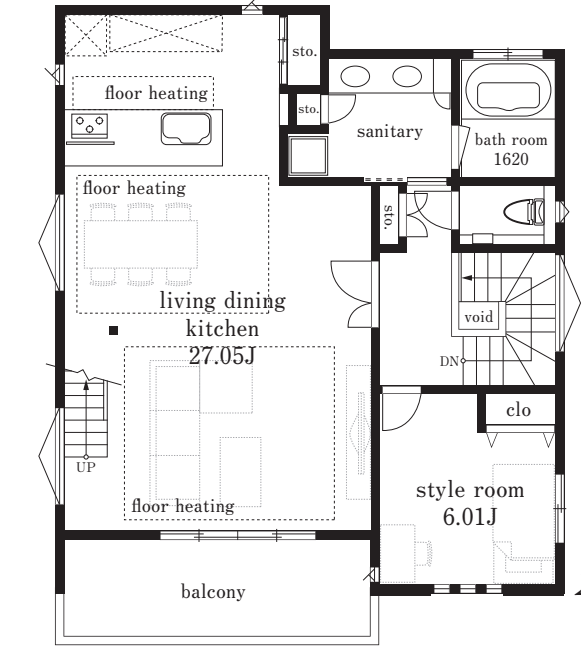 sto.
floor heating
sto.
sanitary
bath room
1620
floor heating
sto.
living dining
kitchen
27.05J
void
DN
UP
clo
style room
6.01J
floor heating
balcony